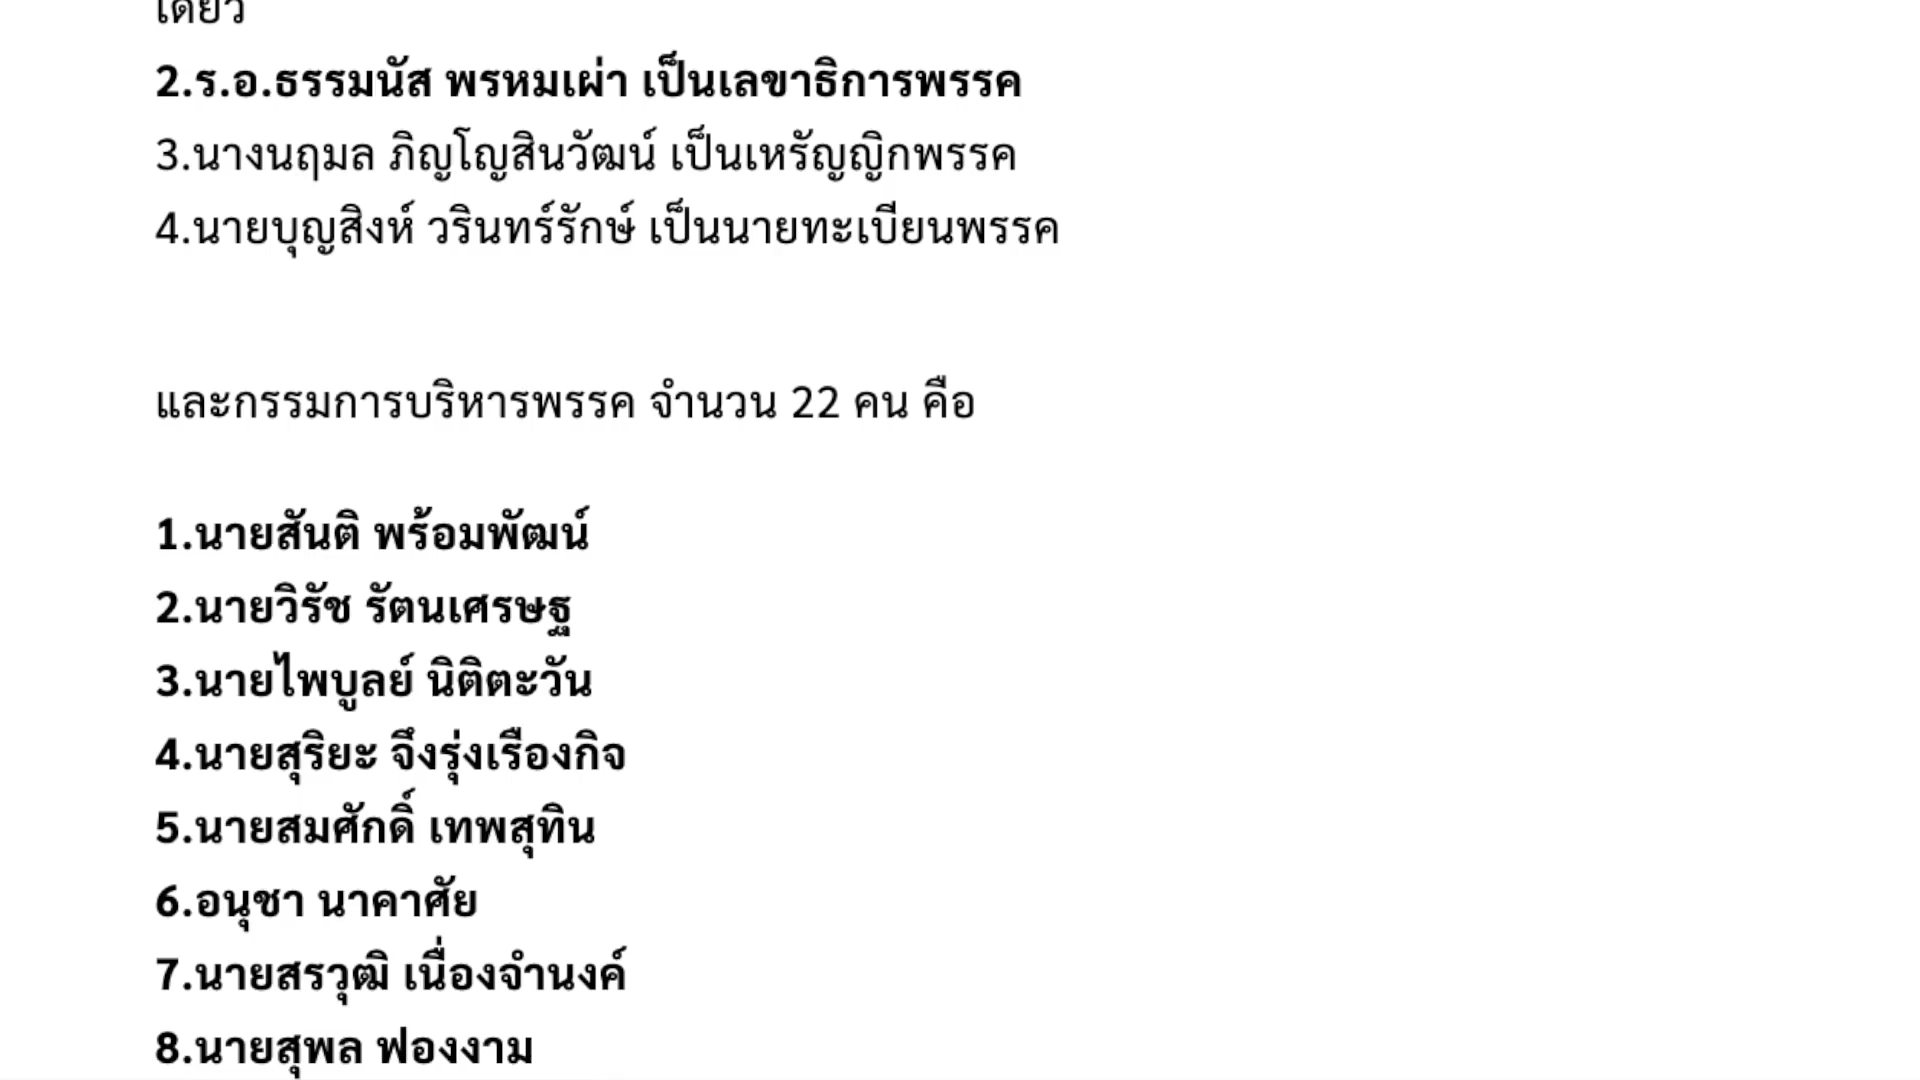 เดียว
2.ร.อ.ธรรมนัส พรหมเผ่า เป็นเลขาธิการพรรค
3.นางนฤมล ภิญโญสินวัฒน์ เป็นเหรัญญิกพรรค
4.นายบุญสิงห์ วรินทร์รักษ์ เป็นนายทะเบียนพรรค
และกรรมการบริหารพรรค จำนวน 22 คน คือ
1.นายสันติ พร้อมพัฒน์
2.นายวิรัช รัตนเศรษฐ
3.นายไพบูลย์ นิติตะวัน
4.นายสุริยะ จึงรุ่งเรืองกิจ
5.นายสมศักดิ์ เทพสุทิน
6.อนุชา นาคาศัย
7.นายสรวุฒิ เนื่องจำนงค์
8.นายสุพล ฟองงาม